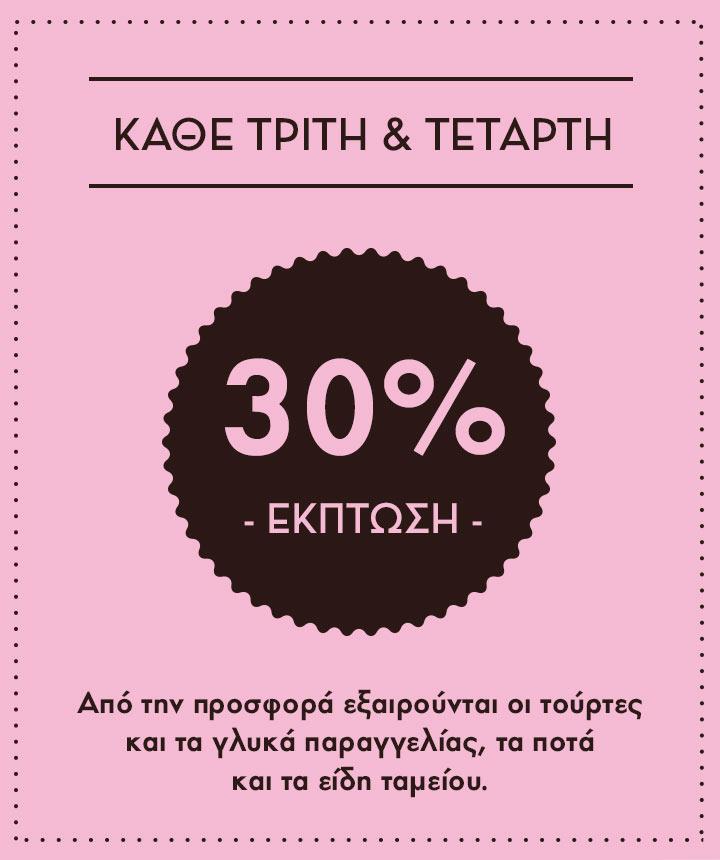 ΚΑΘΕ ΤΡΙΤΗ & ΤΕΤΑΡΤΗ
30%
- ΕΚΠΤΩΣΗ -
Από την προσφορά εξαιρούνται οι τούρτες
και τα γλυκά παραγγελίας, τα ποτά
και τα είδη ταμείου.